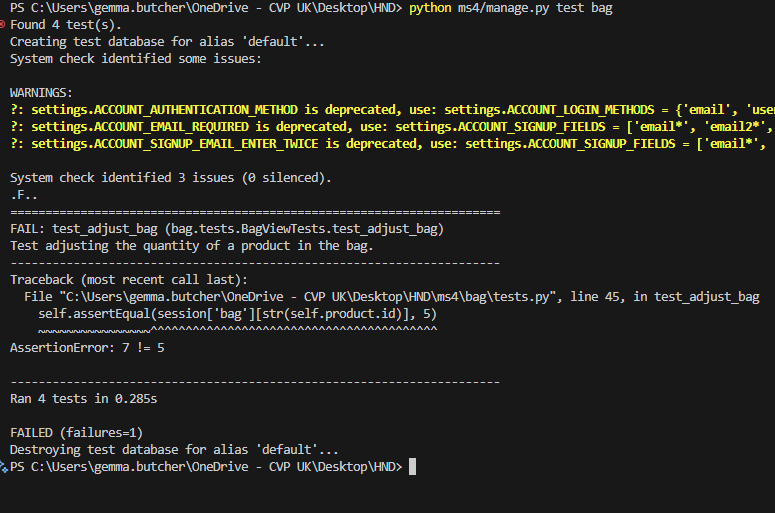 PS C:\Users\gemma.butcher\OneDrive - CVP UK\Desktop\HND> python ms4/manage.py test bag
Found 4 test(s).
Creating test database for alias 'default'...
System check identified some issues:
WARNINGS:
?: settings.ACCOUNT_AUTHENTICATION_METHOD is deprecated, use: settings.ACCOUNT_LOGIN_METHODS = {'email', 'use
?: settings.ACCOUNT_EMAIL_REQUIRED is deprecated, use: settings.ACCOUNT_SIGNUP_FIELDS = ['email*', 'email2*',
?: settings.ACCOUNT_SIGNUP_EMAIL_ENTER_TWICE is deprecated, use: settings.ACCOUNT_SIGNUP_FIELDS = ['email*',
System check identified 3 issues (0 silenced).
.F..
======================================================================
FAIL: test_adjust_bag (bag.tests.BagViewTests.test_adjust_bag)
Test adjusting the quantity of a product in the bag.
----------------------------------------------------------------------
Traceback (most recent call last):
  File "C:\Users\gemma.butcher\OneDrive - CVP UK\Desktop\HND\ms4\bag\tests.py", line 45, in test_adjust_bag
    self.assertEqual(session['bag'][str(self.product.id)], 5)
    ~~~~~~~~~~~~~~~~^^^^^^^^^^^^^^^^^^^^^^^^^^^^^^^^^^^^^^^^^
AssertionError: 7 != 5
----------------------------------------------------------------------
Ran 4 tests in 0.285s
FAILED (failures=1)
Destroying test database for alias 'default'...
PS C:\Users\gemma.butcher\OneDrive - CVP UK\Desktop\HND>